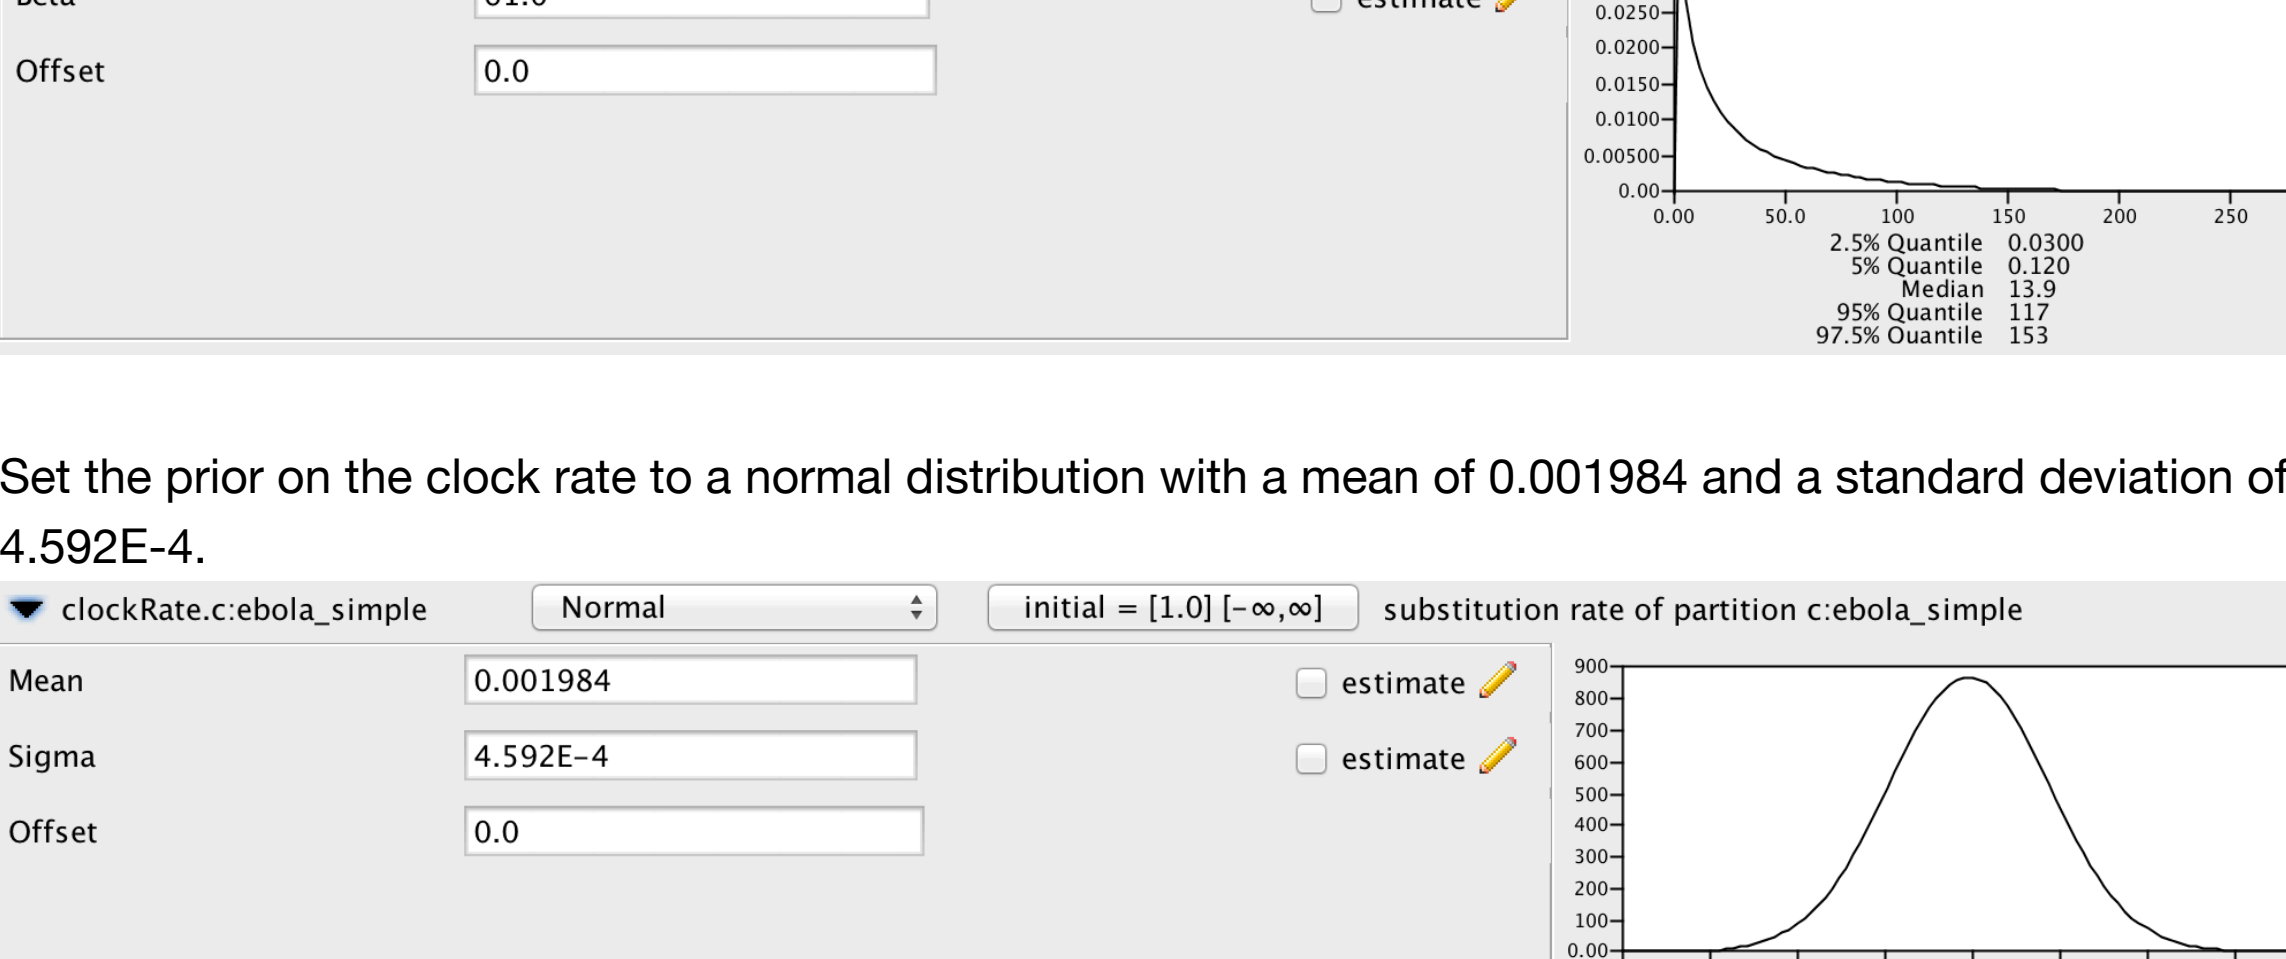 estimate
0.0250
0.0200
Offset 0.0
0.0150
0.0100
0.00500
0.00
0.00 50.0 100 150 200 250
2.5% Quantile 0.0300
5% Quantile 0.120
Median 13.9
95% Quantile 117
97.5% Quantile 153
Set the prior on the clock rate to a normal distribution with a mean of 0.001984 and a standard deviation of
4.592E-4.
clockRate.c:ebola_simple Normal initial = [1.0] [-∞,∞] substitution rate of partition c:ebola_simple
Mean 0.001984 estimate
Sigma 4.592E-4 estimate
Offset 0.0
900
800
700
600
500
400
300
200
100
0.00